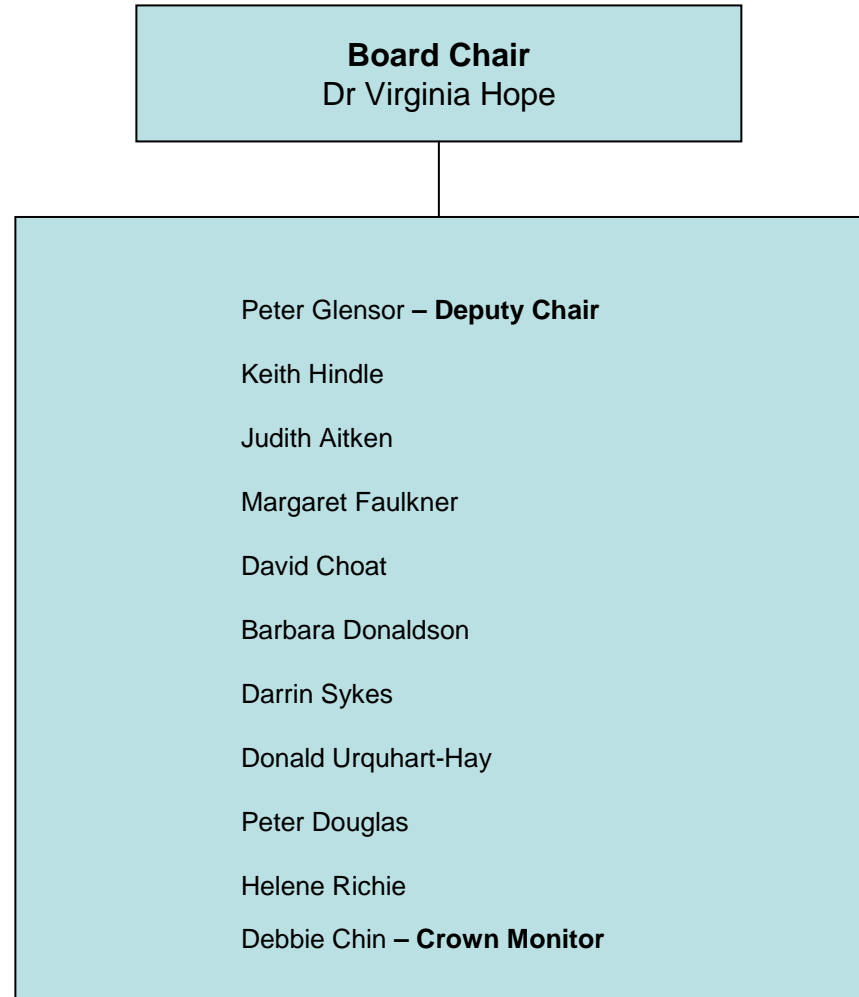 Board Chair
Dr Virginia Hope
Peter Glensor – Deputy Chair
Keith Hindle
Judith Aitken
Margaret Faulkner
David Choat
Barbara Donaldson
Darrin Sykes
Donald Urquhart-Hay
Peter Douglas
Helene Richie
Debbie Chin – Crown Monitor